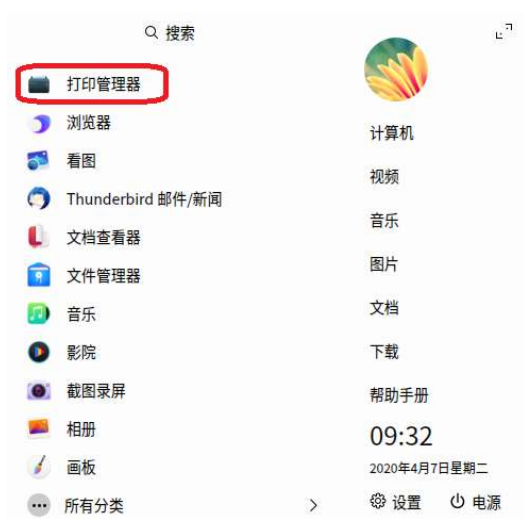 搜索
打印管理器
浏览器
看图
Thunderbird 邮件/新闻
文档查看器
文件管理器
音乐
影院
截图录屏
相册
画板
所有分类
计算机
视频
音乐
图片
文档
下载
帮助手册
09:32
2020年4月7日星期二
设置 电源